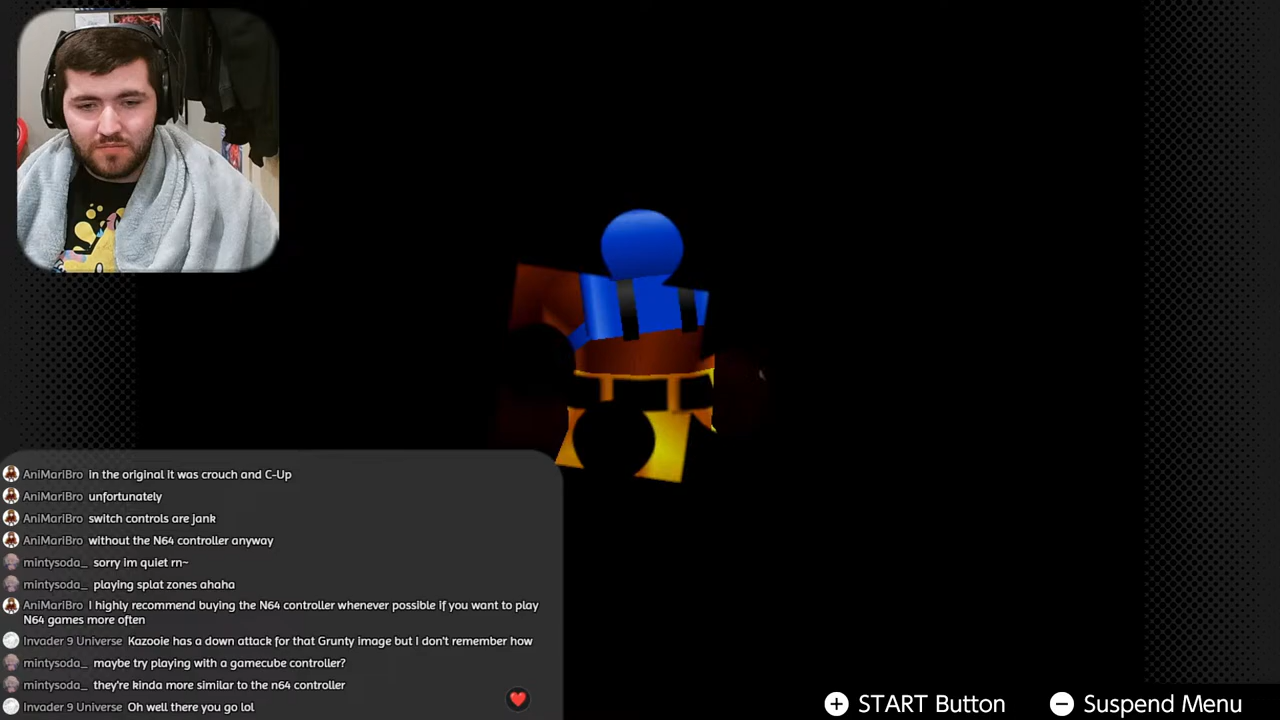 AniMariBro in the original it was crouch and C-Up
AniMariBro unfortunately
AniMariBro switch controls are jank
AniMariBro without the N64 controller anyway
mintysoda_ sorry im quiet rn~
mintysoda_ playing splat zones ahaha
AniMariBro I highly recommend buying the N64 controller whenever possible if you want to play
N64 games more often
Invader 9 Universe Kazooie has a down attack for that Grunty image but I don't remember how
mintysoda_ maybe try playing with a gamecube controller?
mintysoda_ they're kinda more similar to the n64 controller
Invader 9 Universe Oh well there you go lol
START Button
Suspend Menu